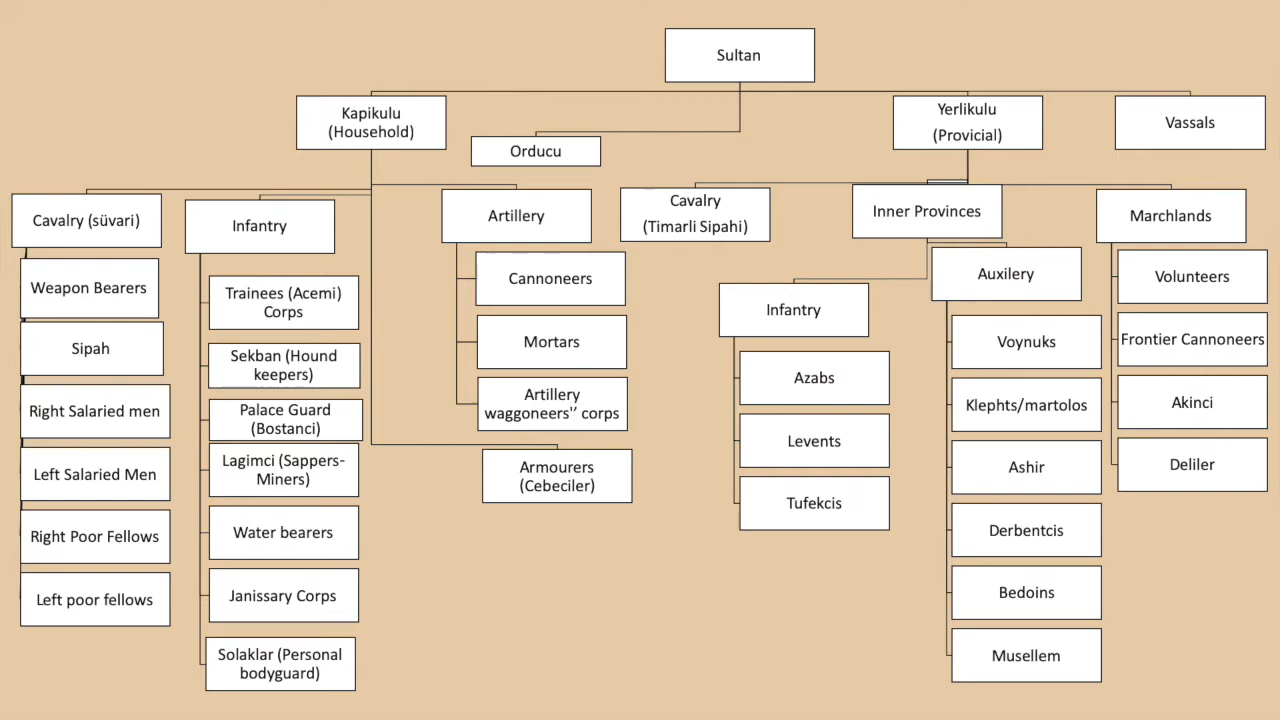 Sultan
Kapikulu
(Household)
Orducu
Yerlikulu
(Provicial)
Vassals
Cavalry (süvari)
Weapon Bearers
Sipah
Right Salaried men
Left Salaried Men
Right Poor Fellows
Left poor fellows
Infantry
Trainees (Acemi)
Corps
Sekban (Hound
keepers)
Palace Guard
(Bostanci)
Lagimci (Sappers-
Miners)
Water bearers
Janissary Corps
Solaklar (Personal
bodyguard)
Artillery
Cannoneers
Mortars
Artillery
waggoneers'’ corps
Armourers
(Cebeciler)
Cavalry
(Timarli Sipahi)
Inner Provinces
Infantry
Azabs
Levents
Tufekcis
Auxilery
Voynuks
Klephts/martolos
Ashir
Derbentcis
Bedoins
Musellem
Marchlands
Volunteers
Frontier Cannoneers
Akinci
Deliler